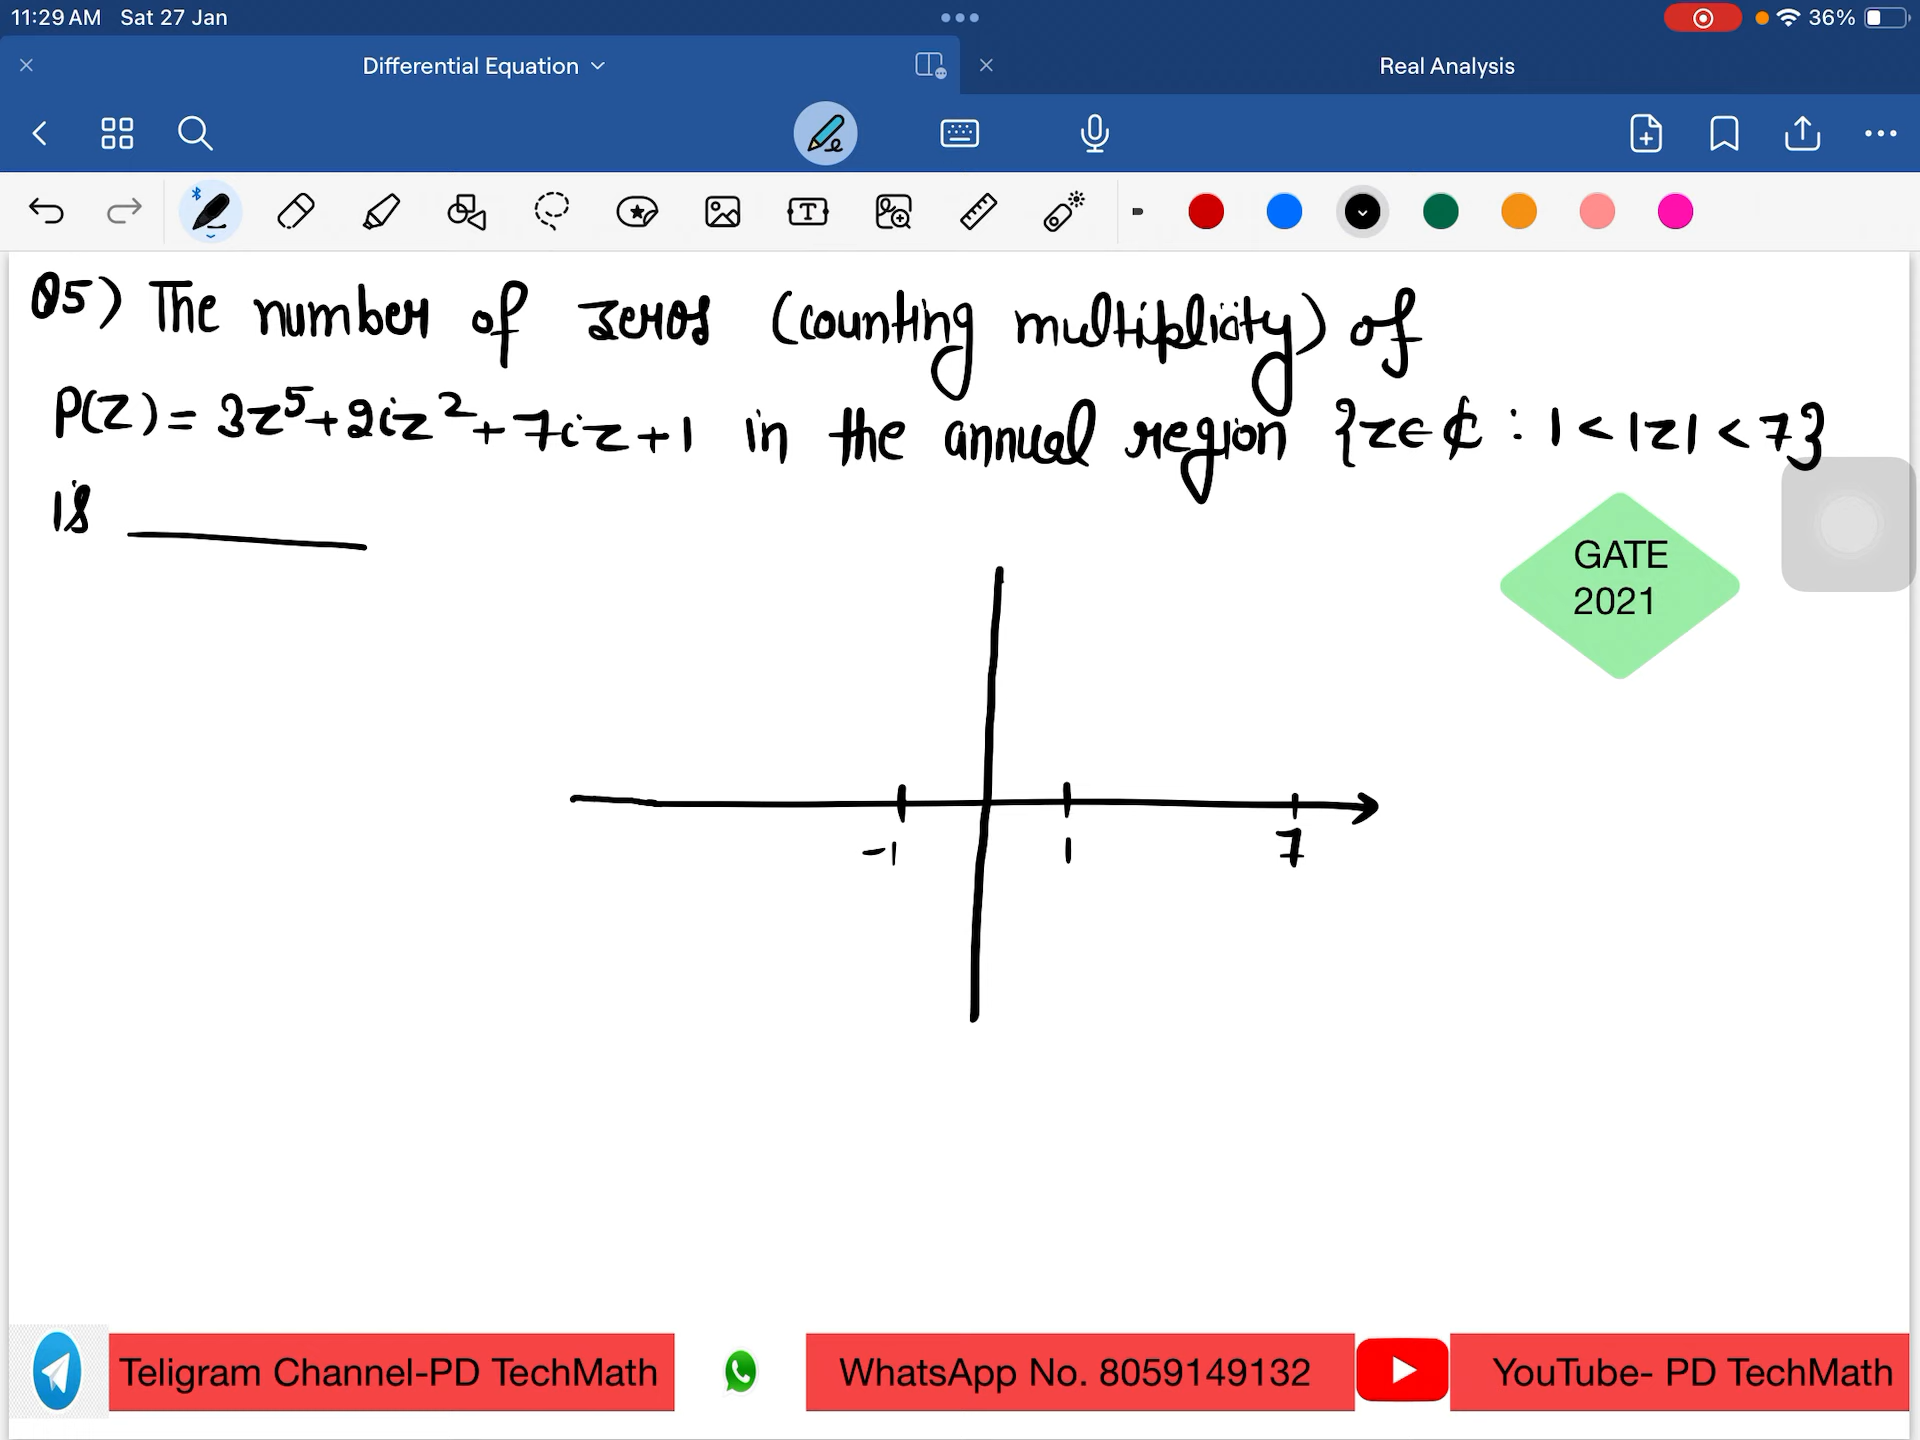 11:29 AM Sat 27 Jan
36%
Differential Equation
Real Analysis
Q5) The number of zeros (counting multiplicity) of
P(z) = 3z⁵ + 2iz² + 7iz + 1 in the annual region {z ∈ ℂ : 1 < |z| < 7}
is ______
GATE
2021
-1 1 7
Teligram Channel-PD TechMath
WhatsApp No. 8059149132
YouTube- PD TechMath